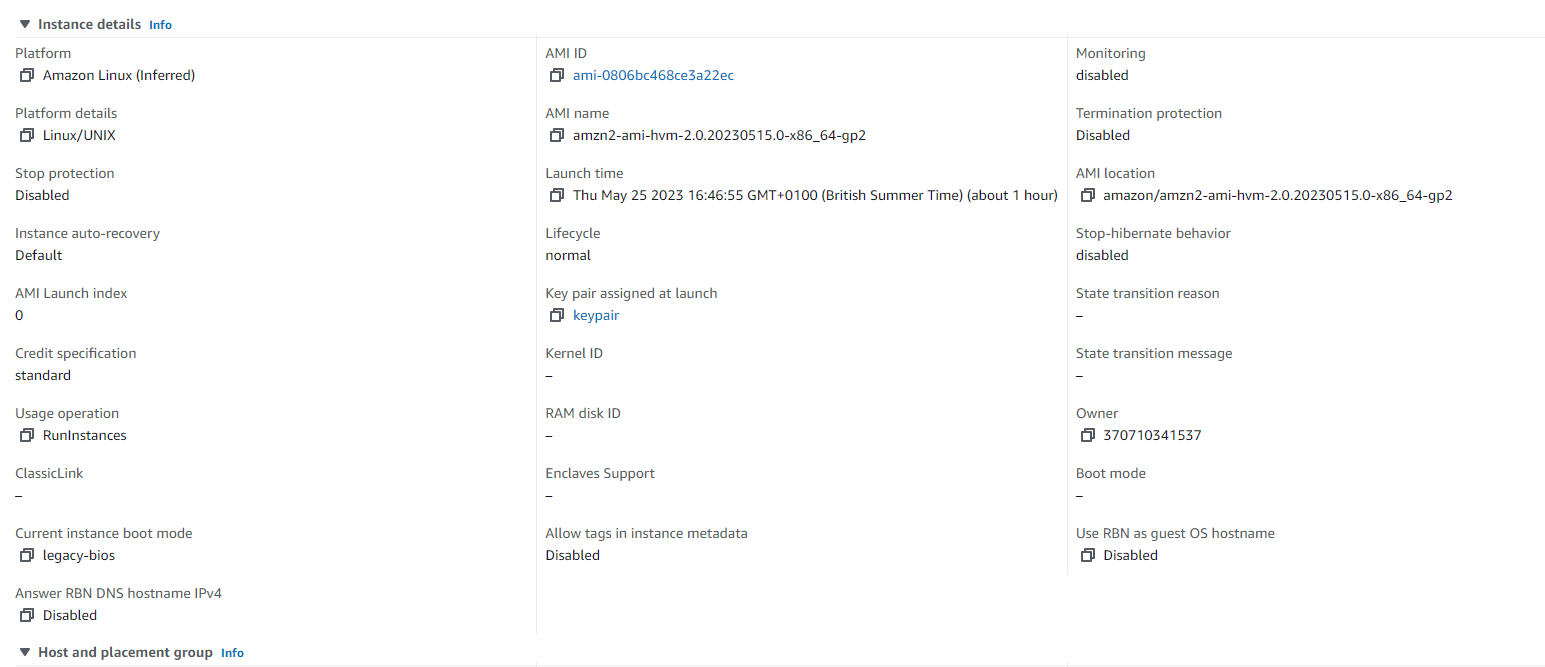 Instance details Info
Platform
Amazon Linux (Inferred)
Platform details
Linux/UNIX
Stop protection
Disabled
Instance auto-recovery
Default
AMI Launch index
0
Credit specification
standard
Usage operation
RunInstances
ClassicLink
–
Current instance boot mode
legacy-bios
Answer RBN DNS hostname IPv4
Disabled
AMI ID
ami-0806bc468ce3a22ec
AMI name
amzn2-ami-hvm-2.0.20230515.0-x86_64-gp2
Launch time
Thu May 25 2023 16:46:55 GMT+0100 (British Summer Time) (about 1 hour)
Lifecycle
normal
Key pair assigned at launch
keypair
Kernel ID
–
RAM disk ID
–
Enclaves Support
–
Allow tags in instance metadata
Disabled
Monitoring
disabled
Termination protection
Disabled
AMI location
amazon/amzn2-ami-hvm-2.0.20230515.0-x86_64-gp2
Stop-hibernate behavior
disabled
State transition reason
–
State transition message
–
Owner
370710341537
Boot mode
–
Use RBN as guest OS hostname
Disabled
Host and placement group Info